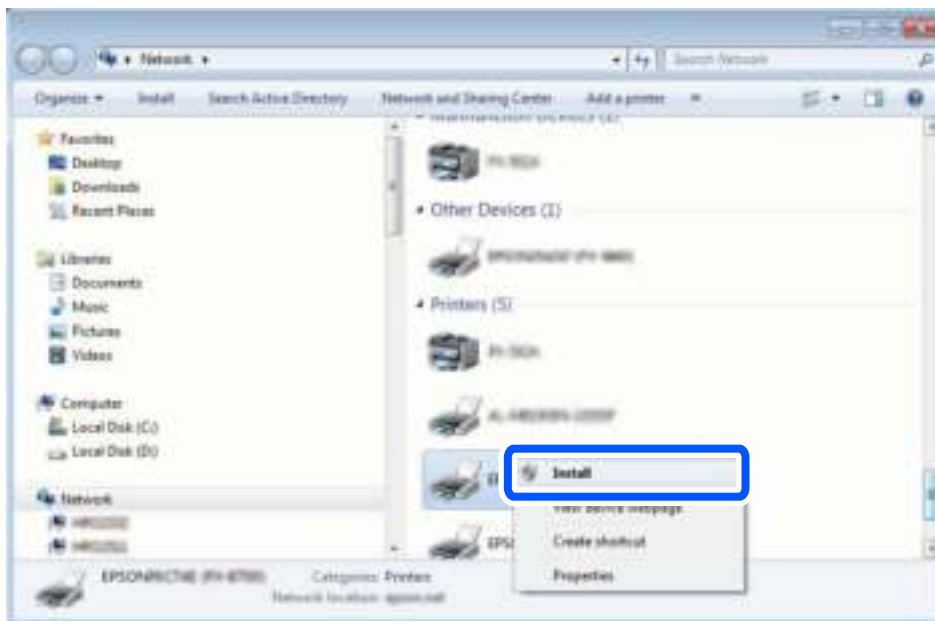 Network
Search Network
Organize
Install
Search Active Directory
Network and Sharing Center
Add a printer
»
Favorites
Desktop
Downloads
Recent Places
Libraries
Documents
Music
Pictures
Videos
Computer
Local Disk (C:)
Local Disk (D:)
Network
Other Devices (1)
Printers (5)
Install
View device webpage
Create shortcut
Properties
Categories: Printers
Network location: